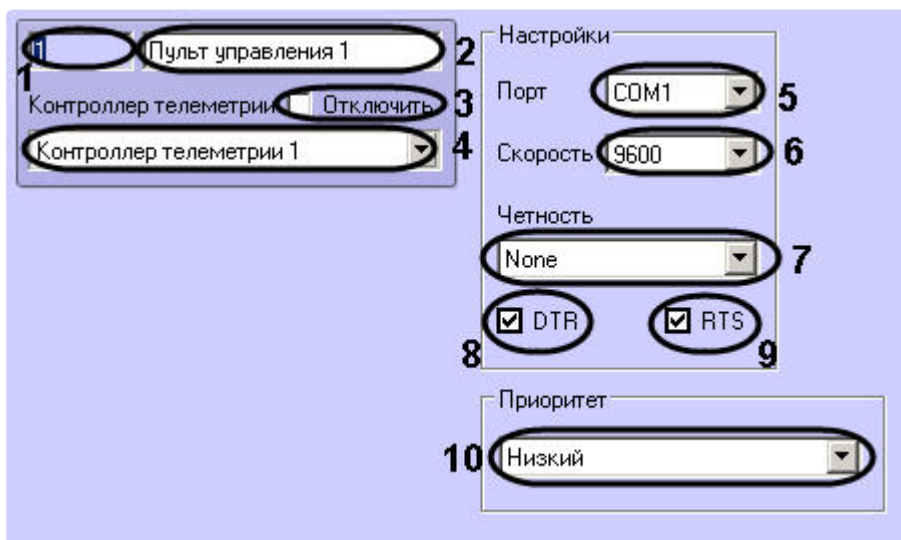 1 Пульт управления 1 2
1
Контроллер телеметрии Отключить 3
Контроллер телеметрии 1 4
Настройки
Порт COM1 5
Скорость 9600 6
Четность
None 7
DTR RTS
8 9
Приоритет
10 Низкий